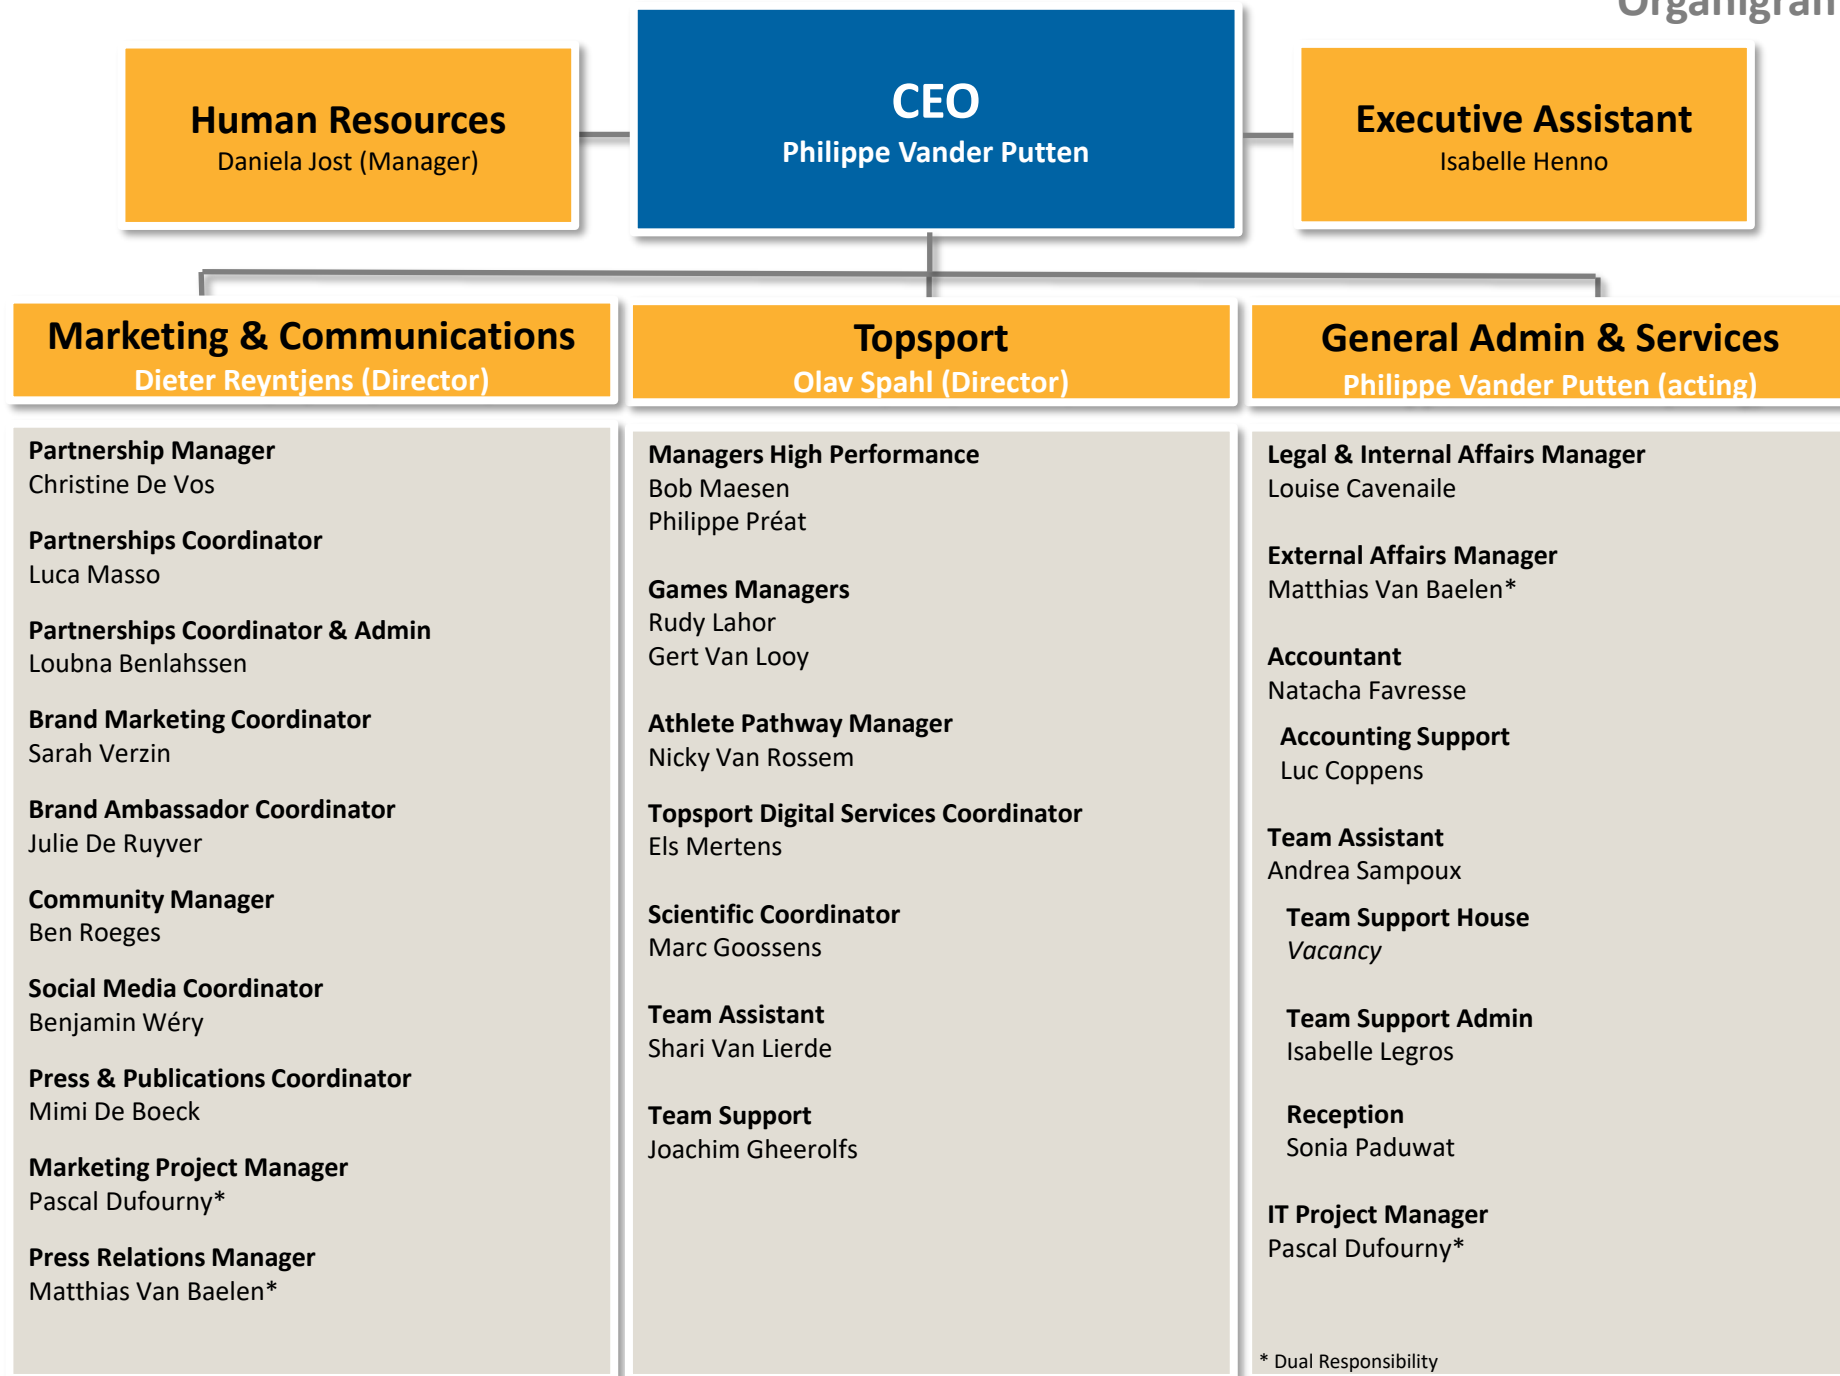 Human Resources
Daniela Jost (Manager)
CEO
Philippe Vander Putten
Executive Assistant
Isabelle Henno
Marketing & Communications
Dieter Reyntjens (Director)
Partnership Manager
Christine De Vos
Partnerships Coordinator
Luca Masso
Partnerships Coordinator & Admin
Loubna Benlahssen
Brand Marketing Coordinator
Sarah Verzin
Brand Ambassador Coordinator
Julie De Ruyver
Community Manager
Ben Roeges
Social Media Coordinator
Benjamin Wéry
Press & Publications Coordinator
Mimi De Boeck
Marketing Project Manager
Pascal Dufourny*
Press Relations Manager
Matthias Van Baelen*
Topsport
Olav Spahl (Director)
Managers High Performance
Bob Maesen
Philippe Préat
Games Managers
Rudy Lahor
Gert Van Looy
Athlete Pathway Manager
Nicky Van Rossem
Topsport Digital Services Coordinator
Els Mertens
Scientific Coordinator
Marc Goossens
Team Assistant
Shari Van Lierde
Team Support
Joachim Gheerolfs
General Admin & Services
Philippe Vander Putten (acting)
Legal & Internal Affairs Manager
Louise Cavenaile
External Affairs Manager
Matthias Van Baelen*
Accountant
Natacha Favresse
Accounting Support
Luc Coppens
Team Assistant
Andrea Sampoux
Team Support House
Vacancy
Team Support Admin
Isabelle Legros
Reception
Sonia Paduwat
IT Project Manager
Pascal Dufourny*
* Dual Responsibility